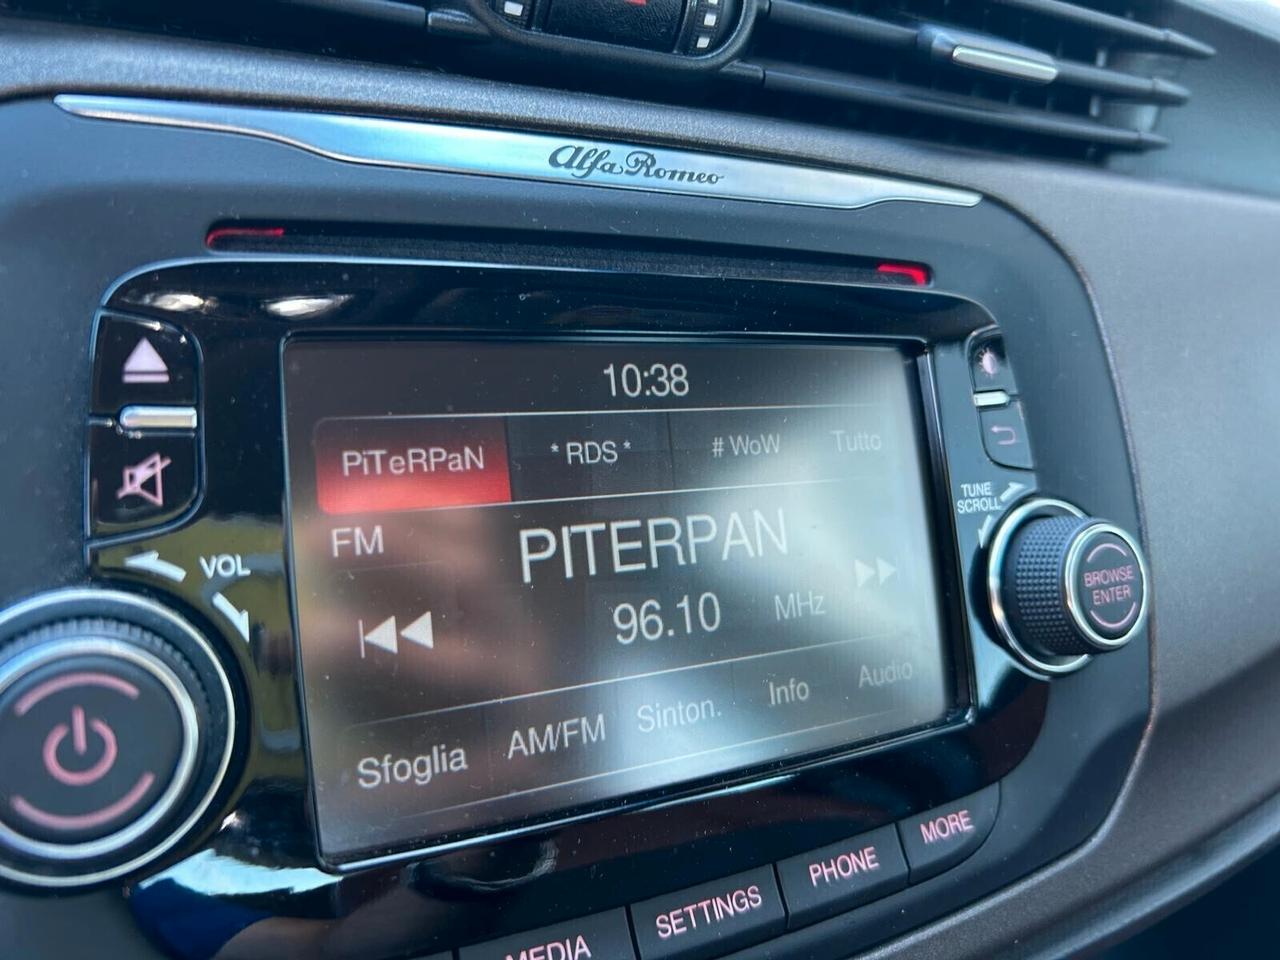 Alfa Romeo
10:38
PiTeRPaN * RDS * # WoW Tutto
FM
PITERPAN
96.10 MHz
Sfoglia AM/FM Sinton. Info Audio
VOL
TUNE
SCROLL
BROWSE
ENTER
MEDIA SETTINGS PHONE MORE